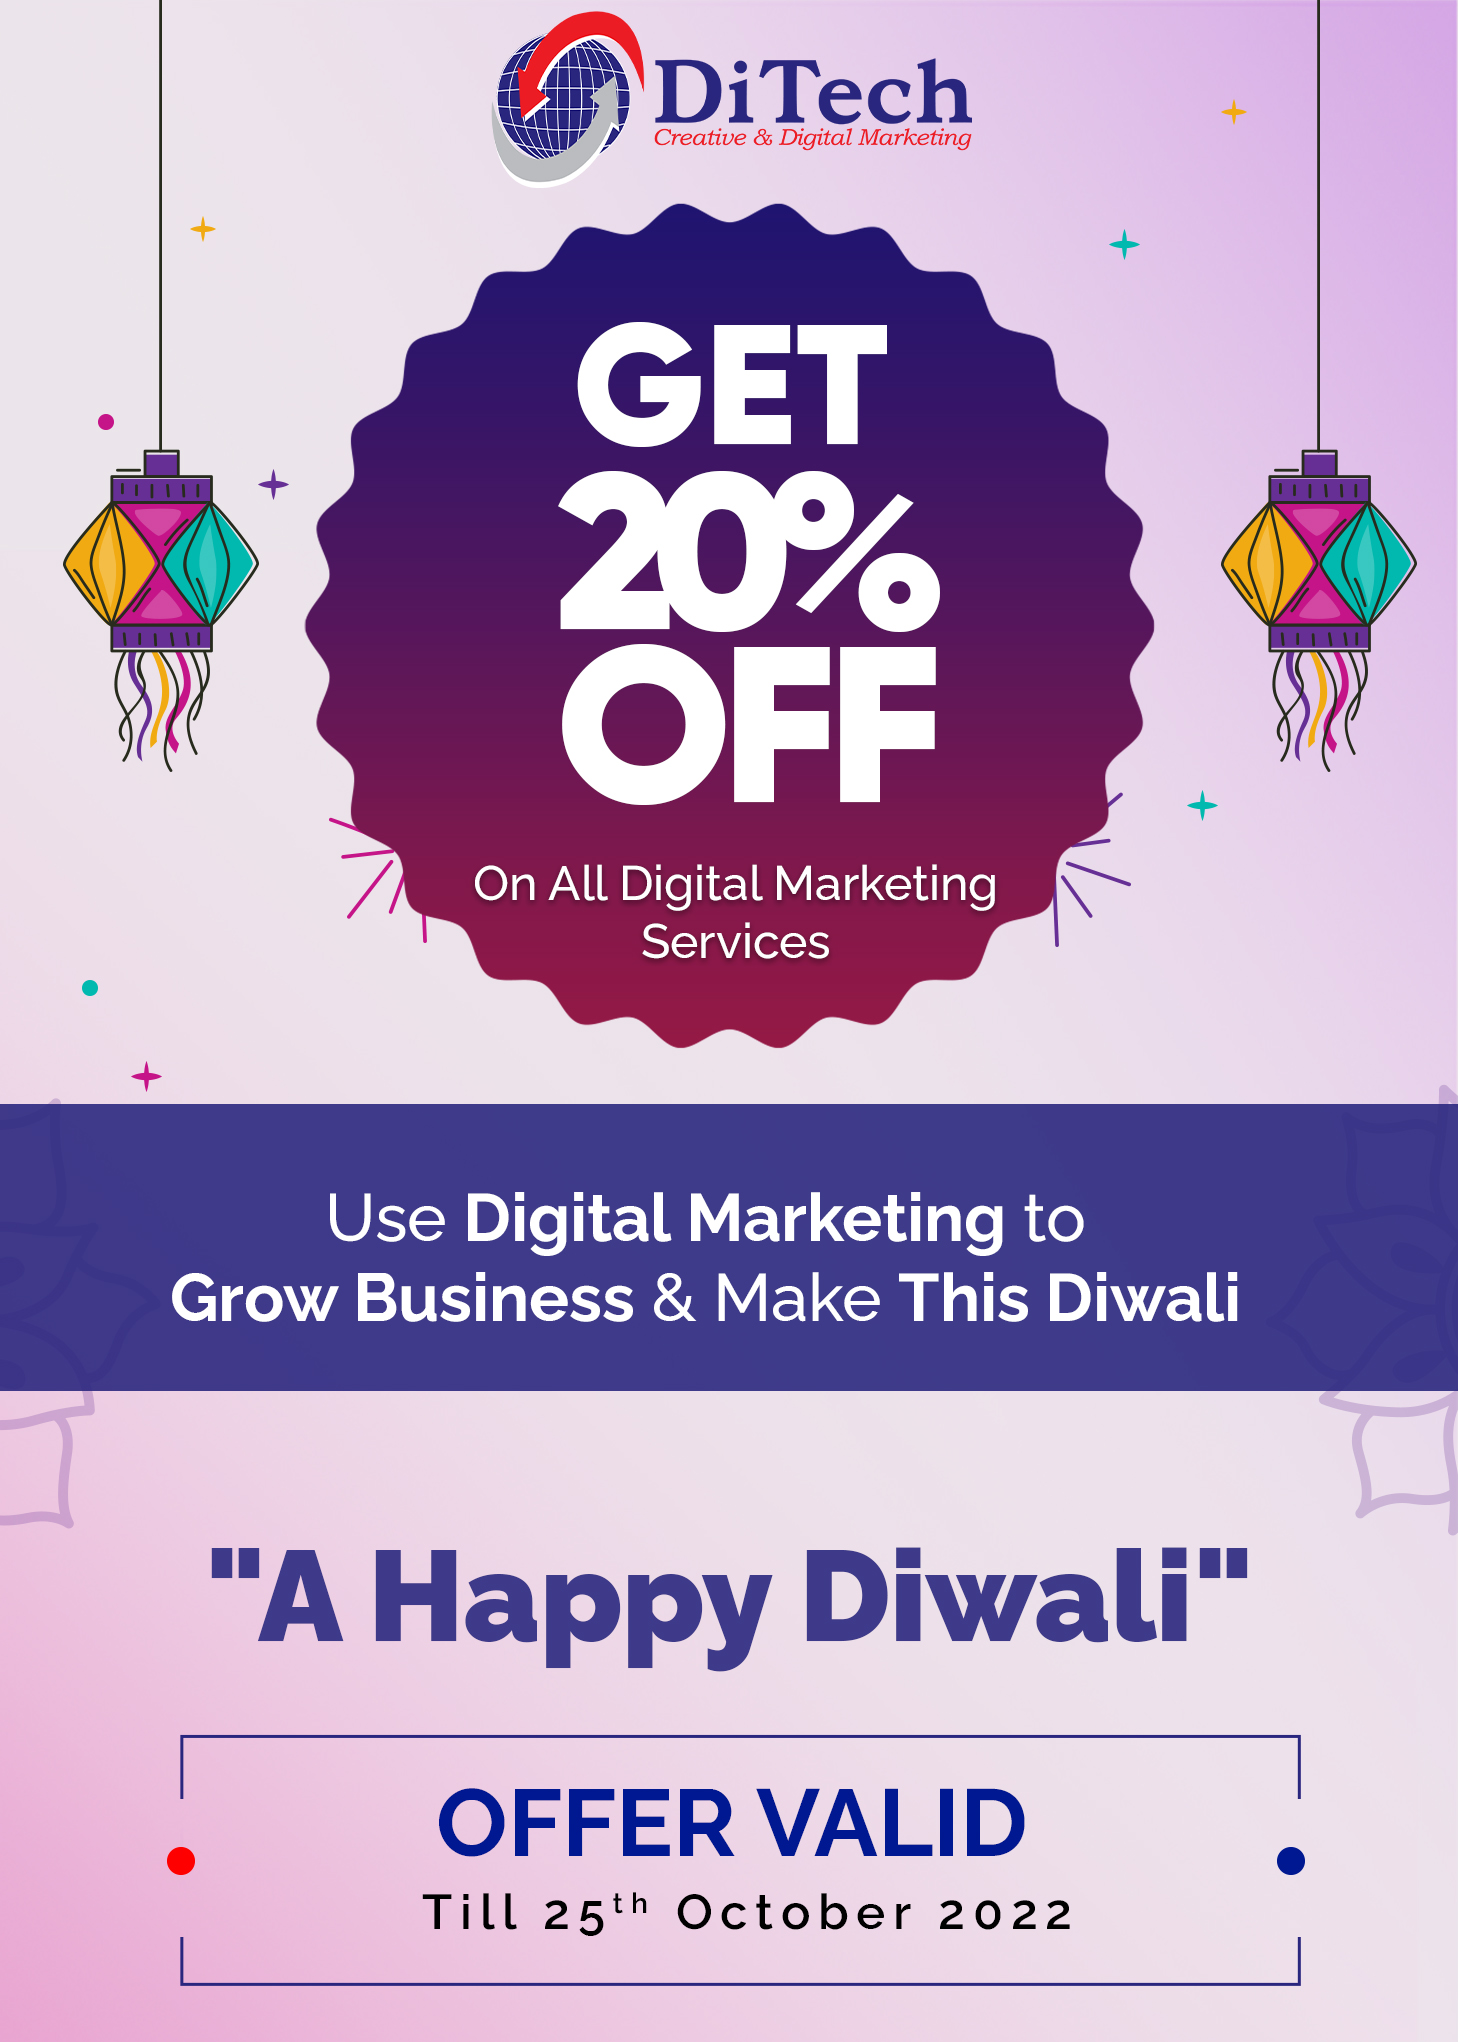 DiTech
Creative & Digital Marketing
GET
20%
OFF
On All Digital Marketing
Services
Use Digital Marketing to
Grow Business & Make This Diwali
"A Happy Diwali"
OFFER VALID
Till 25th October 2022